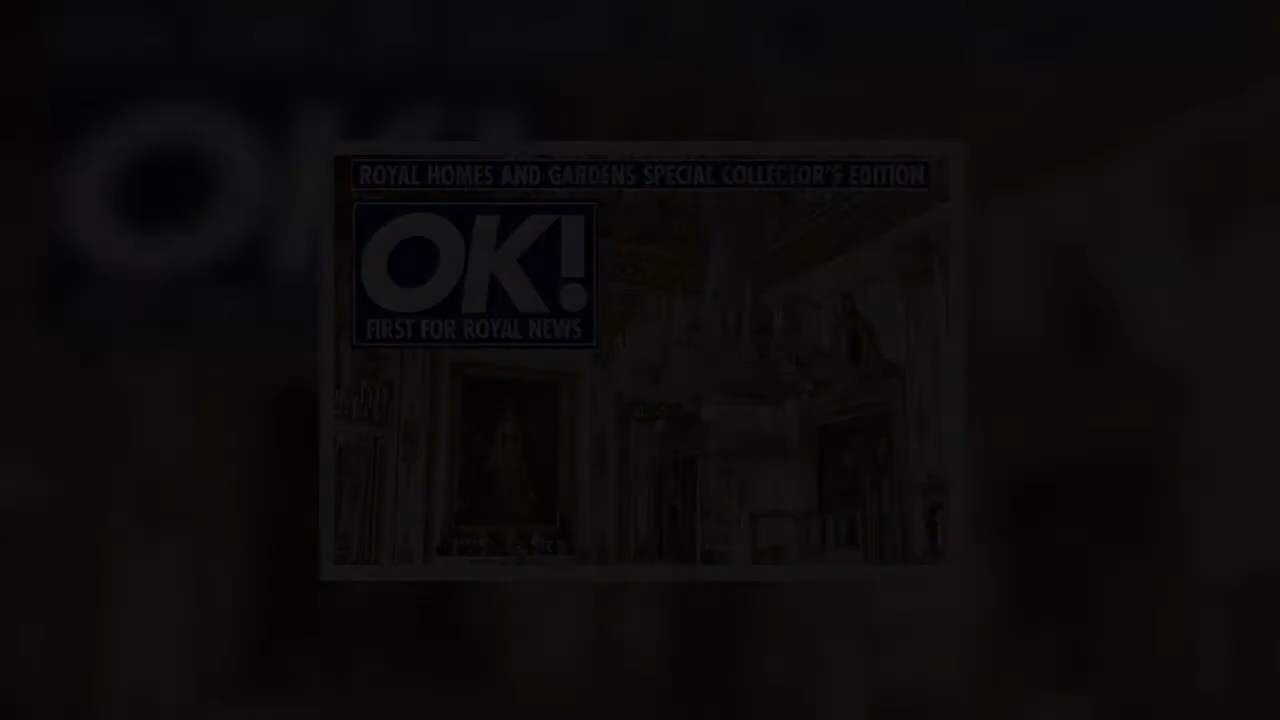 ROYAL HOMES AND GARDENS SPECIAL COLLECTOR'S EDITION
OK!
FIRST FOR ROYAL NEWS